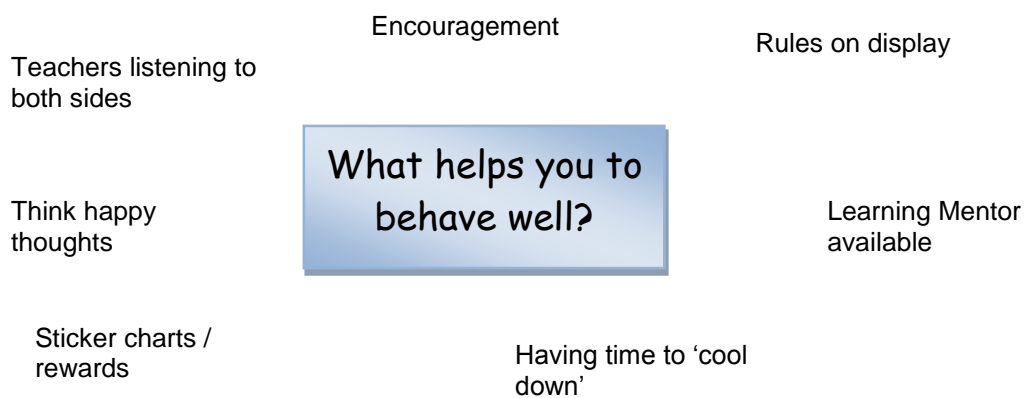 Encouragement
Rules on display
Teachers listening to
both sides
What helps you to
behave well?
Think happy
thoughts
Learning Mentor
available
Sticker charts /
rewards
Having time to ‘cool
down’